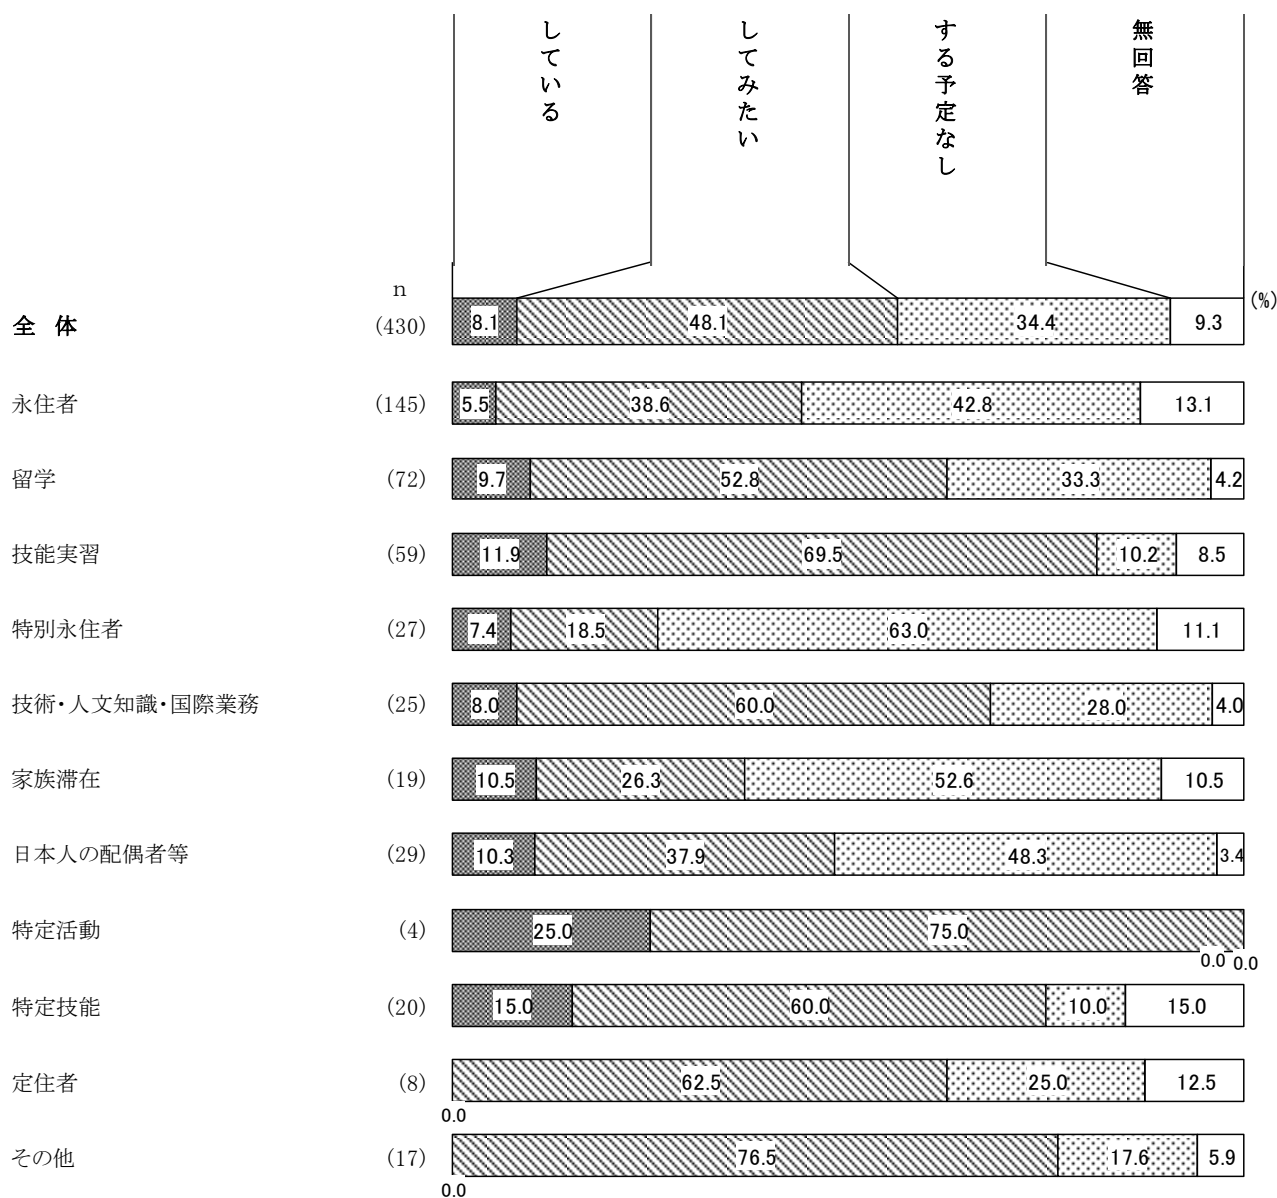 している
してみたい
する予定なし
無回答
n
(%)
全 体 (430) 8.1 48.1 34.4 9.3
永住者 (145) 5.5 38.6 42.8 13.1
留学 (72) 9.7 52.8 33.3 4.2
技能実習 (59) 11.9 69.5 10.2 8.5
特別永住者 (27) 7.4 18.5 63.0 11.1
技術・人文知識・国際業務 (25) 8.0 60.0 28.0 4.0
家族滞在 (19) 10.5 26.3 52.6 10.5
日本人の配偶者等 (29) 10.3 37.9 48.3 3.4
特定活動 (4) 25.0 75.0 0.0 0.0
特定技能 (20) 15.0 60.0 10.0 15.0
定住者 (8) 0.0 62.5 25.0 12.5
その他 (17) 0.0 76.5 17.6 5.9